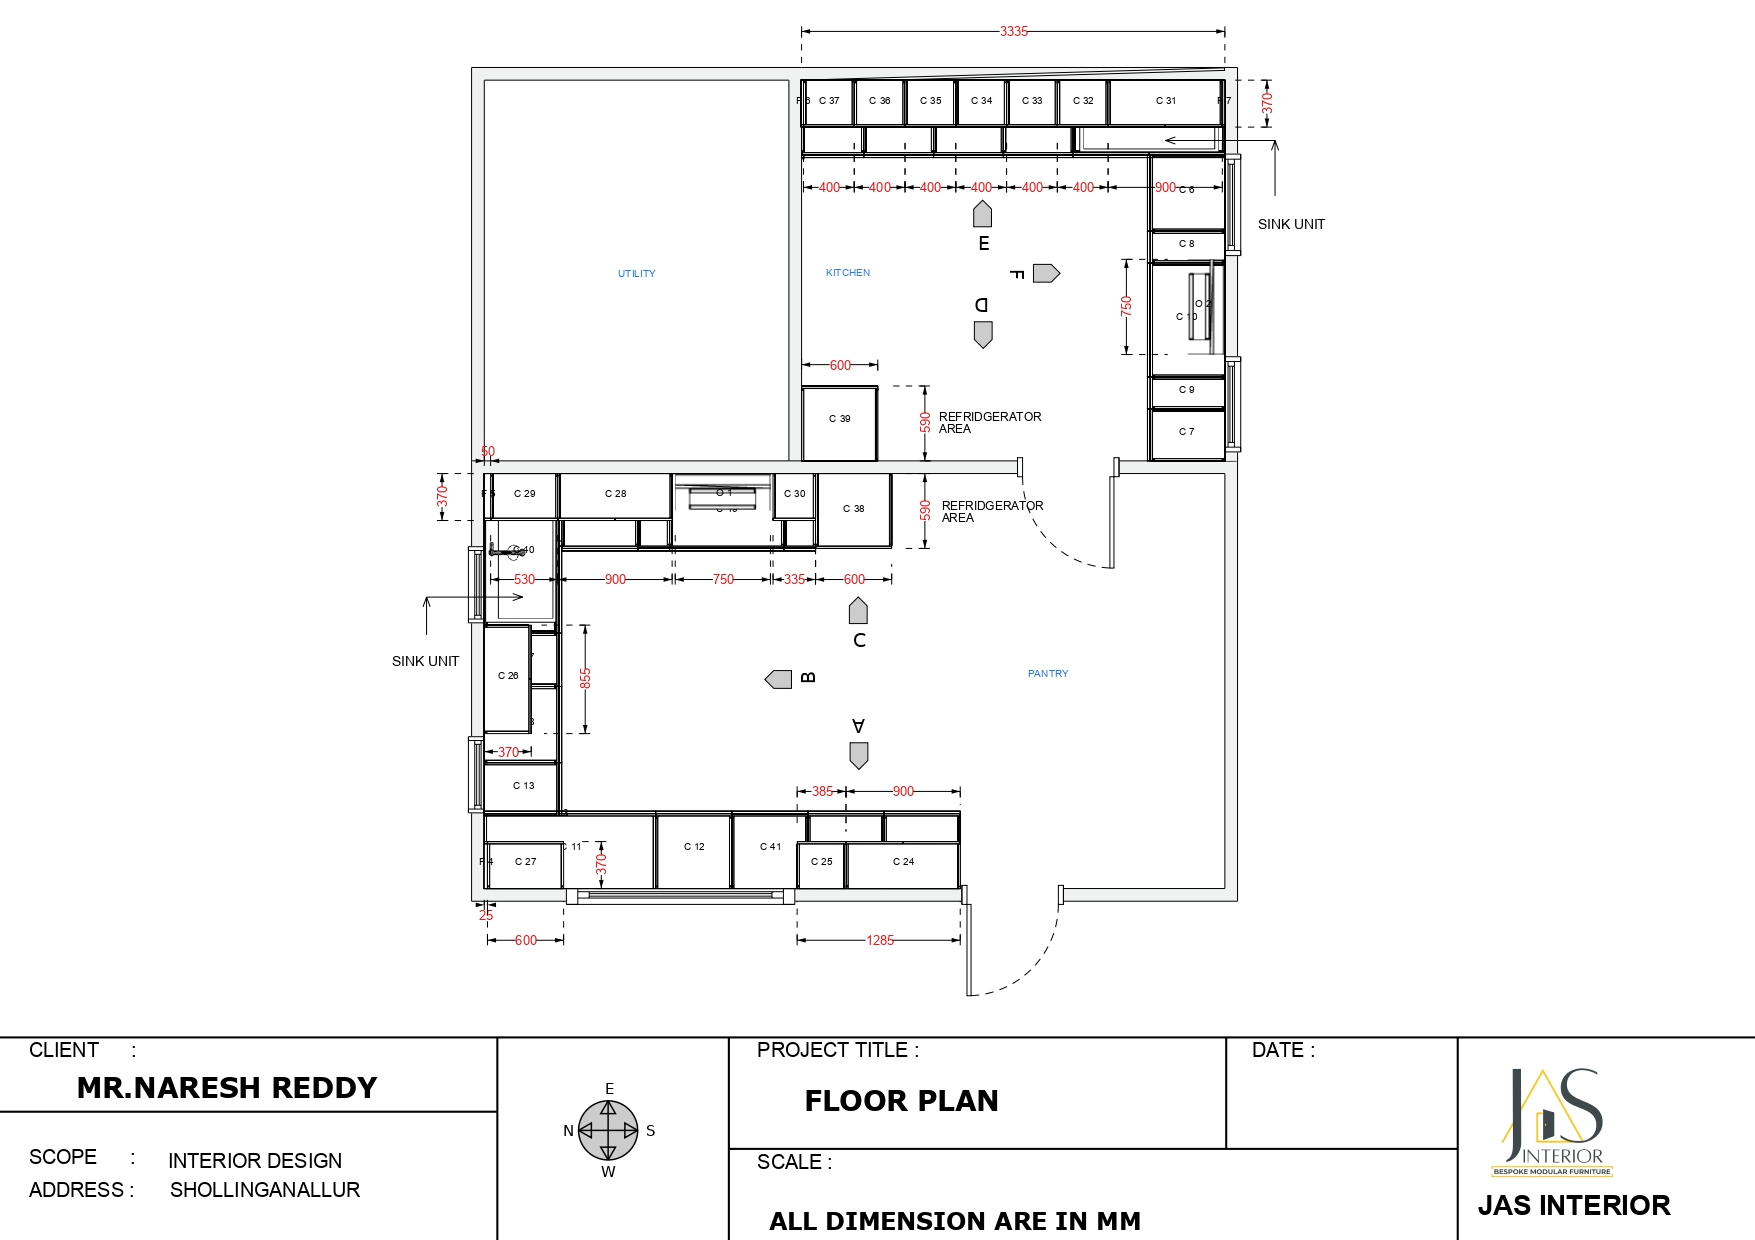 3335
F 6 C 37 C 36 C 35 C 34 C 33 C 32 C 31 F 7
370
400 400 400 400 400 400 900
C 6
SINK UNIT
E
C 8
UTILITY
KITCHEN
F
D
750
O 2
C 10
600
C 9
C 39
590
REFRIDGERATOR
AREA
C 7
50
370
F 5 C 29 C 28 O 1 C 30
C 38
590
REFRIDGERATOR
AREA
C 40
530 900 750 335 600
C
SINK UNIT
C 26
855
B
PANTRY
A
370
C 13
385 900
C 11 C 12 C 41
370
F 4 C 27 C 25 C 24
25
600 1285
CLIENT :
MR.NARESH REDDY
SCOPE : INTERIOR DESIGN
ADDRESS : SHOLLINGANALLUR
E
N S
W
PROJECT TITLE :
FLOOR PLAN
DATE :
SCALE :
ALL DIMENSION ARE IN MM
JAS
INTERIOR
BESPOKE MODULAR FURNITURE
JAS INTERIOR